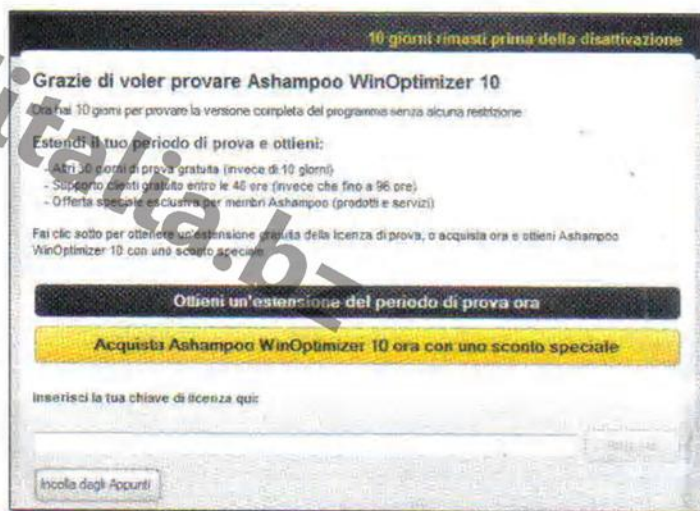 10 giorni rimasti prima della disattivazione
Grazie di voler provare Ashampoo WinOptimizer 10
Ora hai 10 giorni per provare la versione completa del programma senza alcuna restrizione
Estendi il tuo periodo di prova e ottieni:
- Altri 30 giorni di prova gratuita (invece di 10 giorni)
- Supporto clienti gratuito entro le 48 ore (invece che fino a 96 ore)
- Offerta speciale esclusiva per membri Ashampoo (prodotti e servizi)
Fai clic sotto per ottenere un'estensione gratuita della licenza di prova, o acquista ora e ottieni Ashampoo
WinOptimizer 10 con uno sconto speciale
Ottieni un'estensione del periodo di prova ora
Acquista Ashampoo WinOptimizer 10 ora con uno sconto speciale
Inserisci la tua chiave di licenza qui:
Incolla dagli Appunti
italia.bz